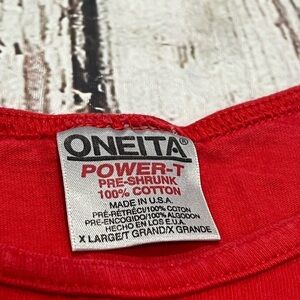 ONEITA®
POWER-T
PRE-SHRUNK
100% COTTON
MADE IN U.S.A.
PRÉ-RÉTRÉCI/100% COTON
PRE-ENCOGIDO/100% ALGODON
HECHO EN LOS E.U.A.
X LARGE/T GRAND/X GRANDE